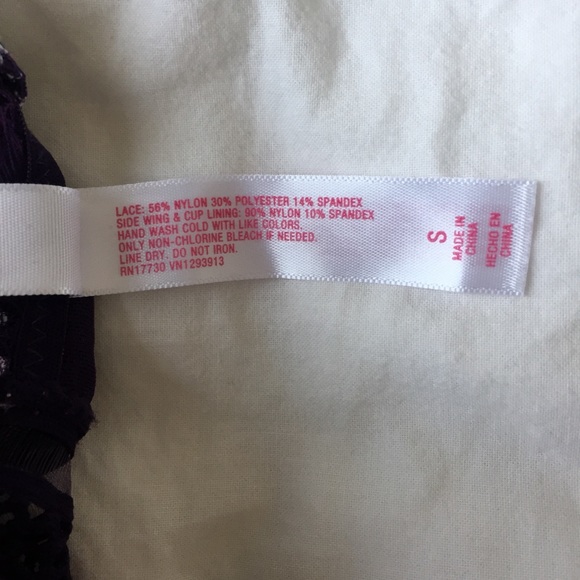 LACE: 56% NYLON 30% POLYESTER 14% SPANDEX
SIDE WING & CUP LINING: 90% NYLON 10% SPANDEX
HAND WASH COLD WITH LIKE COLORS.
ONLY NON-CHLORINE BLEACH IF NEEDED.
LINE DRY. DO NOT IRON.
RN17730 VN1293913
S
MADE IN
CHINA
HECHO EN
CHINA